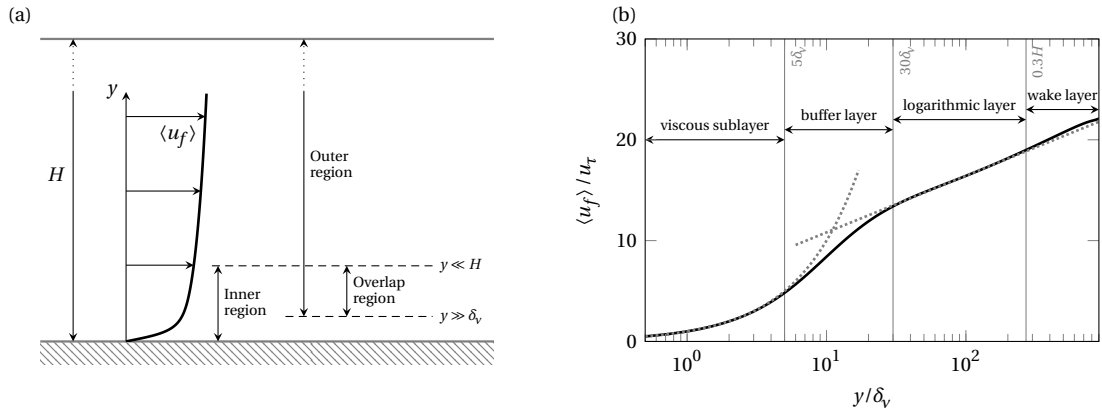 (a)
H
y
⟨u_f⟩
Outer
region
y ≪ H
Inner
region
Overlap
region
y ≫ δ_ν
(b)
30
20
10
0
⟨u_f⟩ / u_τ
5δ_ν
30δ_ν
0.3H
viscous sublayer
buffer layer
logarithmic layer
wake layer
10^0
10^1
10^2
y/δ_ν